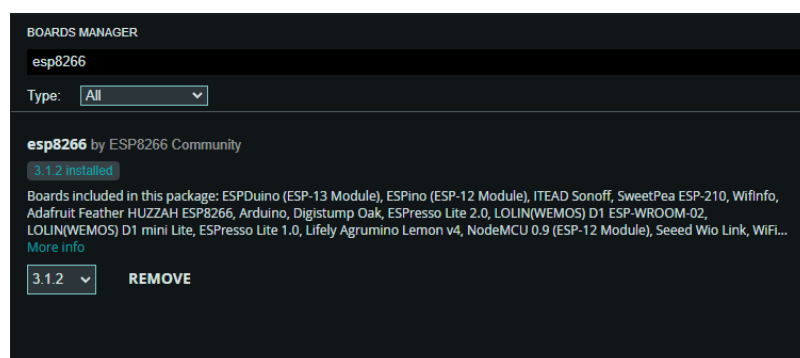 BOARDS MANAGER
esp8266
Type: All
esp8266 by ESP8266 Community
3.1.2 installed
Boards included in this package: ESPDuino (ESP-13 Module), ESPino (ESP-12 Module), ITEAD Sonoff, SweetPea ESP-210, WifInfo,
Adafruit Feather HUZZAH ESP8266, Arduino, Digistump Oak, ESPresso Lite 2.0, LOLIN(WEMOS) D1 ESP-WROOM-02,
LOLIN(WEMOS) D1 mini Lite, ESPresso Lite 1.0, Lifely Agrumino Lemon v4, NodeMCU 0.9 (ESP-12 Module), Seeed Wio Link, WiFi...
More info
3.1.2 REMOVE